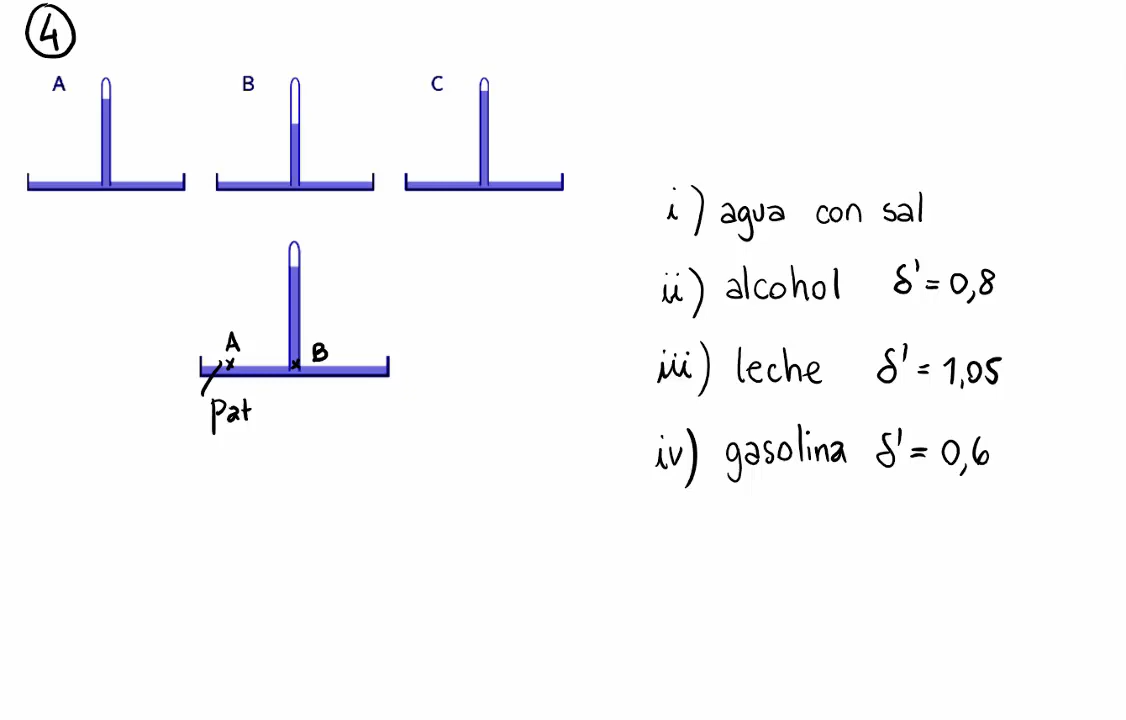 4
A B C
i) agua con sal
ii) alcohol δ' = 0,8
iii) leche δ' = 1,05
iv) gasolina δ' = 0,6
A B
Pat